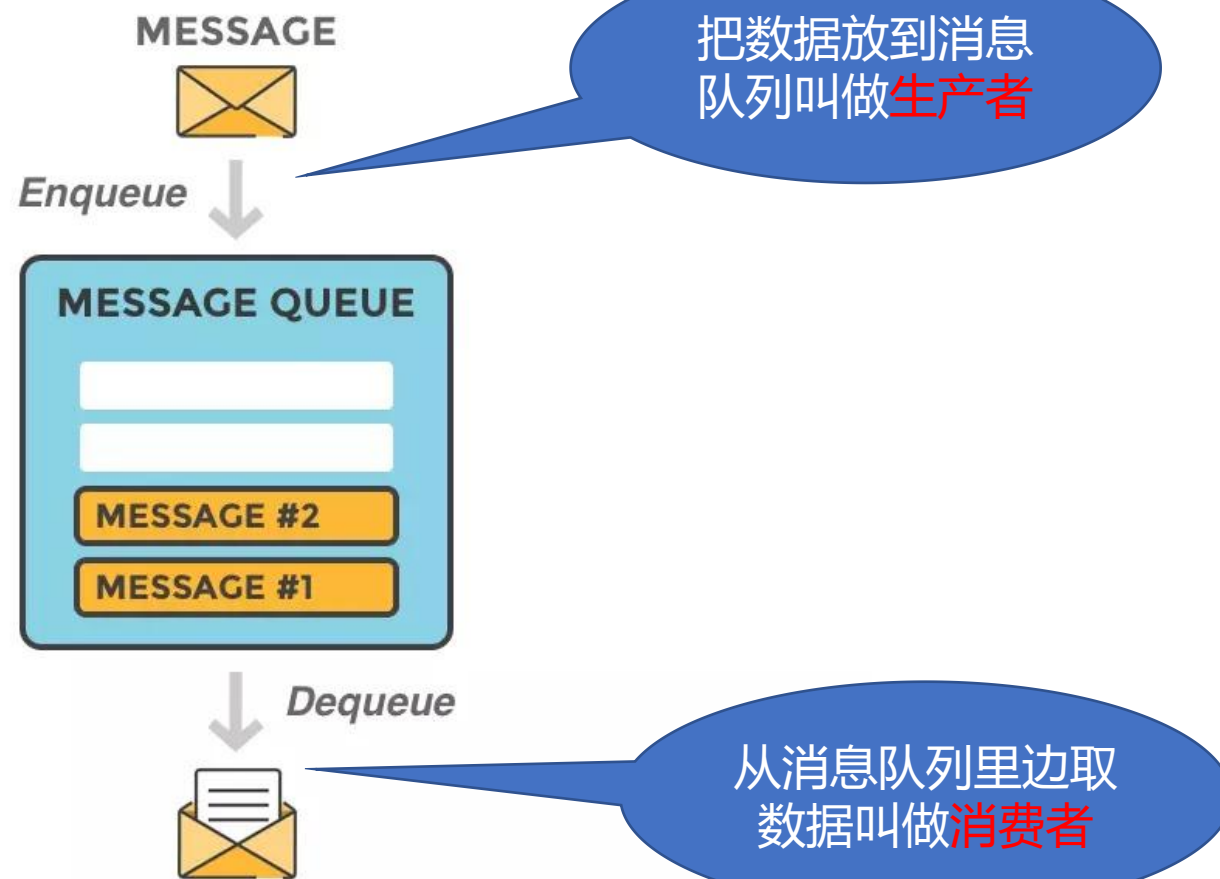 MESSAGE
把数据放到消息
队列叫做生产者
Enqueue
MESSAGE QUEUE
MESSAGE #2
MESSAGE #1
Dequeue
从消息队列里边取
数据叫做消费者